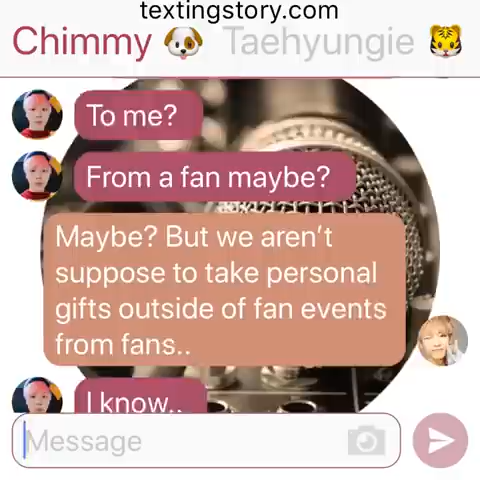 textingstory.com
Chimmy 🐶 Taehyungie 🐯
To me?
From a fan maybe?
Maybe? But we aren't
suppose to take personal
gifts outside of fan events
from fans..
I know..
Message